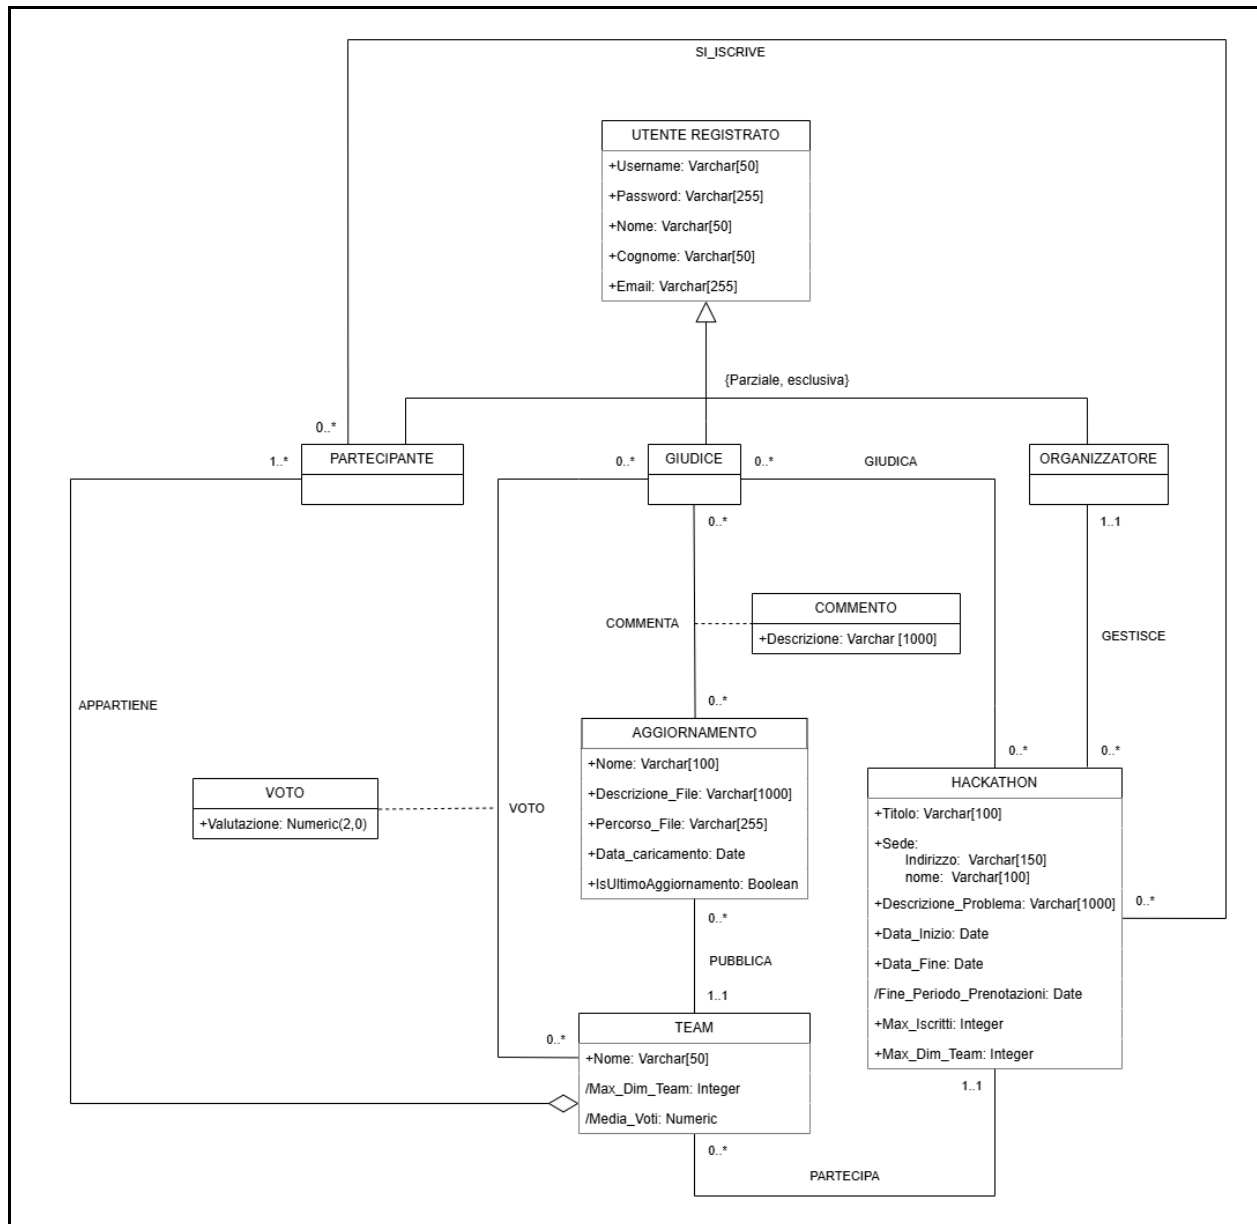 SI_ISCRIVE
UTENTE REGISTRATO
+Username: Varchar[50]
+Password: Varchar[255]
+Nome: Varchar[50]
+Cognome: Varchar[50]
+Email: Varchar[255]
{Parziale, esclusiva}
0..*
1..*
PARTECIPANTE
0..*
GIUDICE
0..*
GIUDICA
ORGANIZZATORE
0..*
1..1
COMMENTO
+Descrizione: Varchar [1000]
COMMENTA
GESTISCE
APPARTIENE
0..*
AGGIORNAMENTO
+Nome: Varchar[100]
+Descrizione_File: Varchar[1000]
+Percorso_File: Varchar[255]
+Data_caricamento: Date
+IsUltimoAggiornamento: Boolean
0..*
0..*
HACKATHON
+Titolo: Varchar[100]
+Sede:
Indirizzo: Varchar[150]
nome: Varchar[100]
+Descrizione_Problema: Varchar[1000]
+Data_Inizio: Date
+Data_Fine: Date
/Fine_Periodo_Prenotazioni: Date
+Max_Iscritti: Integer
+Max_Dim_Team: Integer
0..*
VOTO
+Valutazione: Numeric(2,0)
VOTO
0..*
PUBBLICA
1..1
TEAM
0..*
+Nome: Varchar[50]
/Max_Dim_Team: Integer
/Media_Voti: Numeric
1..1
0..*
PARTECIPA